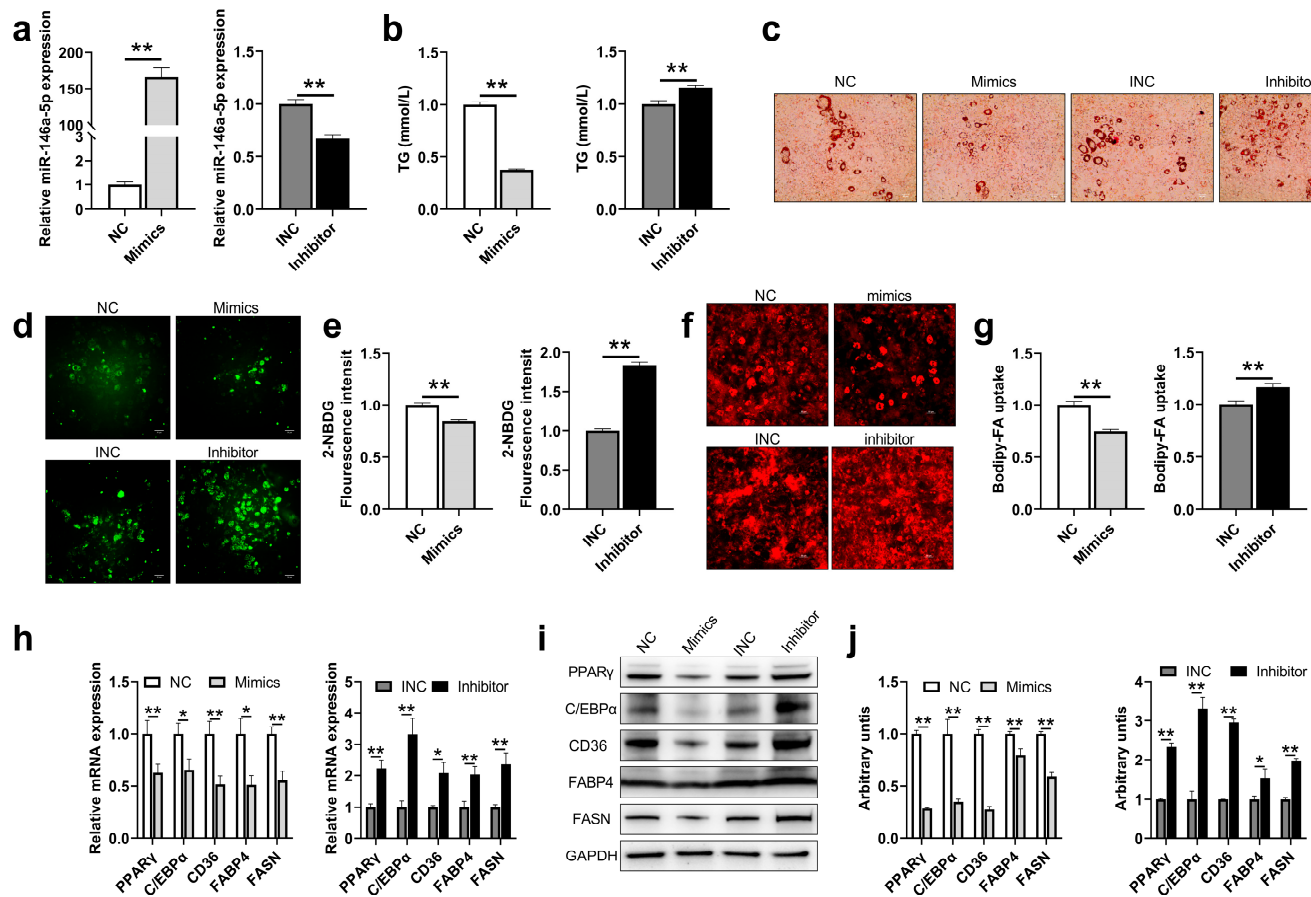 a
Relative miR-146a-5p expression
200
150
100
3
2
1
0
**
NC
Mimics
Relative miR-146a-5p expression
1.5
1.0
0.5
0.0
**
INC
Inhibitor
b
TG (mmol/L)
1.5
1.0
0.5
0.0
**
NC
Mimics
TG (mmol/L)
1.5
1.0
0.5
0.0
**
INC
Inhibitor
c
NC
Mimics
INC
Inhibito
d
NC
Mimics
INC
Inhibitor
e
2-NBDG
Flourescence intensit
1.5
1.0
0.5
0.0
**
NC
Mimics
2-NBDG
Flourescence intensit
2.0
1.5
1.0
0.5
0.0
**
INC
Inhibitor
f
NC
mimics
INC
inhibitor
g
Bodipy-FA uptake
1.5
1.0
0.5
0.0
**
NC
Mimics
Bodipy-FA uptake
1.5
1.0
0.5
0.0
**
INC
Inhibitor
h
Relative mRNA expression
1.5
1.0
0.5
0.0
NC
Mimics
**
*
**
*
**
PPARγ
C/EBPα
CD36
FABP4
FASN
Relative mRNA expression
5
4
3
2
1
0
INC
Inhibitor
**
**
*
**
**
PPARγ
C/EBPα
CD36
FABP4
FASN
i
NC
Mimics
INC
Inhibitor
PPARγ
C/EBPα
CD36
FABP4
FASN
GAPDH
j
Arbitrary untis
1.5
1.0
0.5
0.0
NC
Mimics
**
**
**
**
**
PPARγ
C/EBPα
CD36
FABP4
FASN
Arbitrary untis
4
3
2
1
0
INC
Inhibitor
**
**
**
*
**
PPARγ
C/EBPα
CD36
FABP4
FASN